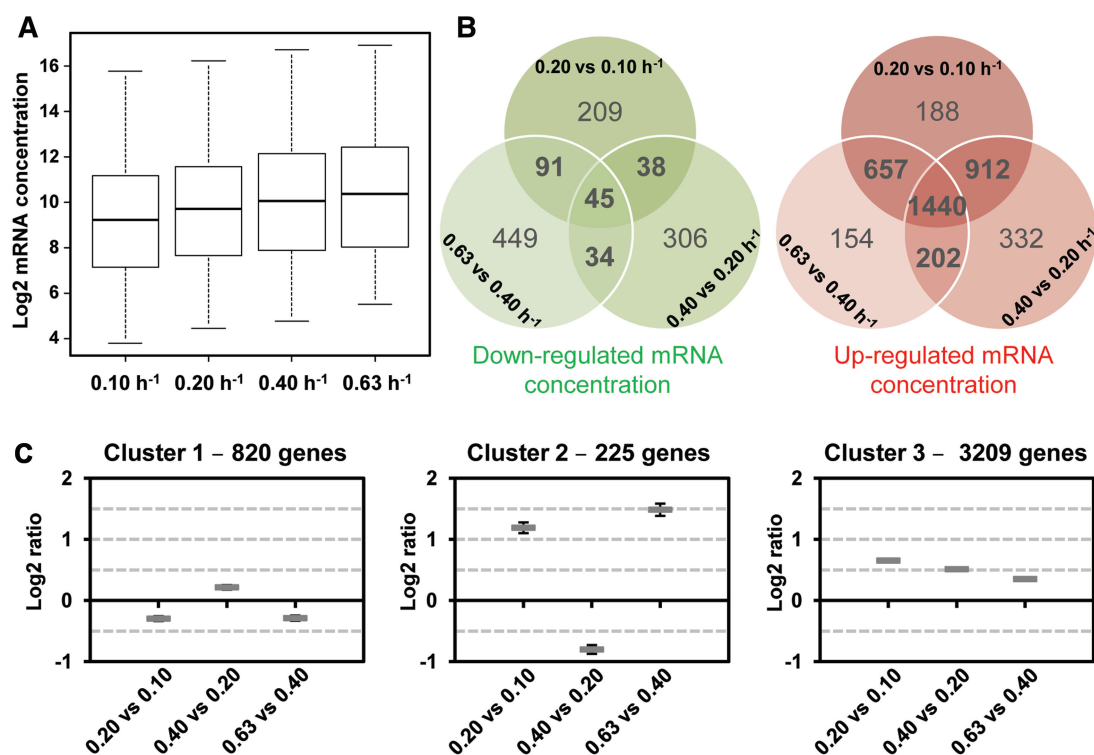 A
Log2 mRNA concentration
16
14
12
10
8
6
4
0.10 h-1
0.20 h-1
0.40 h-1
0.63 h-1
B
0.20 vs 0.10 h-1
209
91
38
45
449
306
34
0.63 vs 0.40 h-1
0.40 vs 0.20 h-1
Down-regulated mRNA
concentration
0.20 vs 0.10 h-1
188
657
912
1440
154
332
202
0.63 vs 0.40 h-1
0.40 vs 0.20 h-1
Up-regulated mRNA
concentration
C
Cluster 1 – 820 genes
Log2 ratio
2
1
0
-1
0.20 vs 0.10
0.40 vs 0.20
0.63 vs 0.40
Cluster 2 – 225 genes
Log2 ratio
2
1
0
-1
0.20 vs 0.10
0.40 vs 0.20
0.63 vs 0.40
Cluster 3 – 3209 genes
Log2 ratio
2
1
0
-1
0.20 vs 0.10
0.40 vs 0.20
0.63 vs 0.40